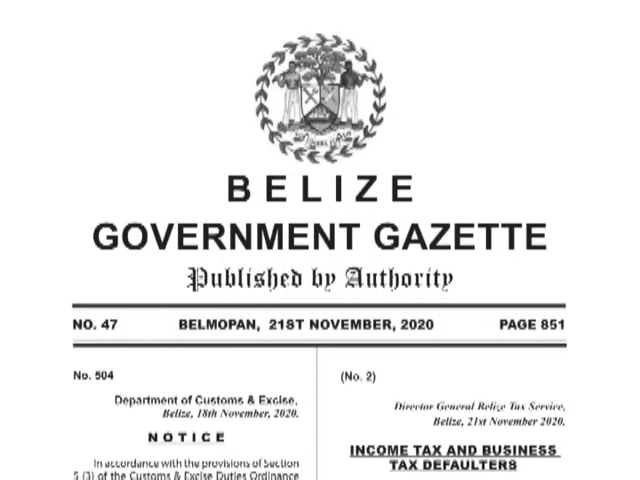 BELIZE
GOVERNMENT GAZETTE
Published by Authority
NO. 47 BELMOPAN, 21ST NOVEMBER, 2020 PAGE 851
No. 504
Department of Customs & Excise,
Belize, 18th November, 2020.
NOTICE
In accordance with the provisions of Section
5 (3) of the Customs & Excise Duties Ordinance
(No. 2)
Director General Belize Tax Service,
Belize, 21st November 2020.
INCOME TAX AND BUSINESS
TAX DEFAULTERS